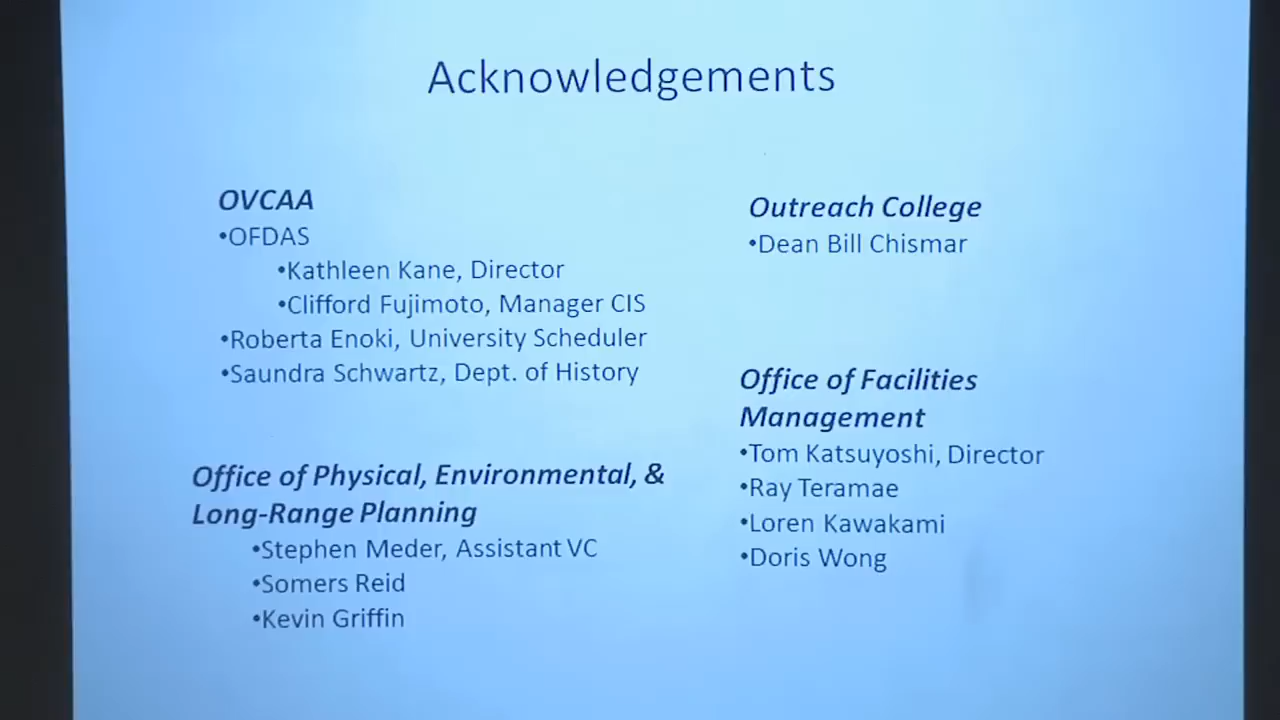 Acknowledgements
OVCAA
•OFDAS
•Kathleen Kane, Director
•Clifford Fujimoto, Manager CIS
•Roberta Enoki, University Scheduler
•Saundra Schwartz, Dept. of History
Office of Physical, Environmental, &
Long-Range Planning
•Stephen Meder, Assistant VC
•Somers Reid
•Kevin Griffin
Outreach College
•Dean Bill Chismar
Office of Facilities
Management
•Tom Katsuyoshi, Director
•Ray Teramae
•Loren Kawakami
•Doris Wong